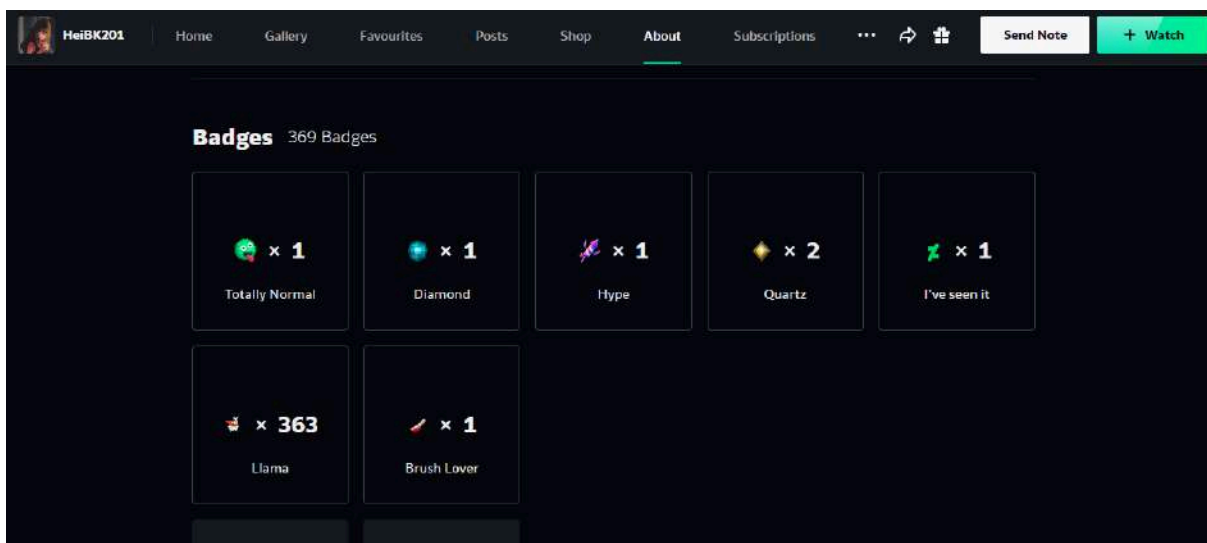 HeiBK201 Home Gallery Favourites Posts Shop About Subscriptions ••• Send Note + Watch
Badges 369 Badges
× 1 × 1 × 1 × 2 × 1
Totally Normal Diamond Hype Quartz I've seen it
× 363 × 1
Llama Brush Lover